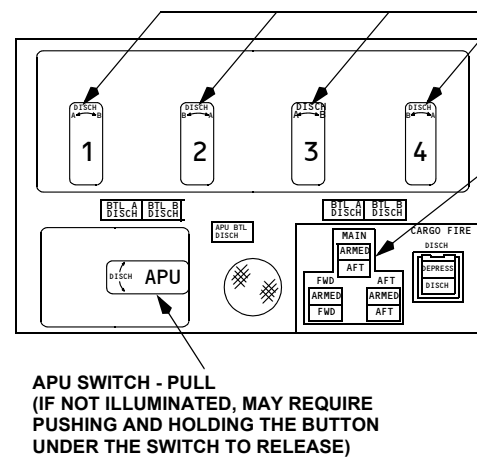 DISCH DISCH DISCH DISCH
A B B A A B B A
1 2 3 4
BTL A BTL B BTL A BTL B
DISCH DISCH DISCH DISCH
APU BTL
DISCH
MAIN
ARMED
AFT
CARGO FIRE
DISCH
DEPRESS
DISCH
FWD AFT
ARMED ARMED
FWD AFT
DISCH APU
APU SWITCH - PULL
(IF NOT ILLUMINATED, MAY REQUIRE
PUSHING AND HOLDING THE BUTTON
UNDER THE SWITCH TO RELEASE)